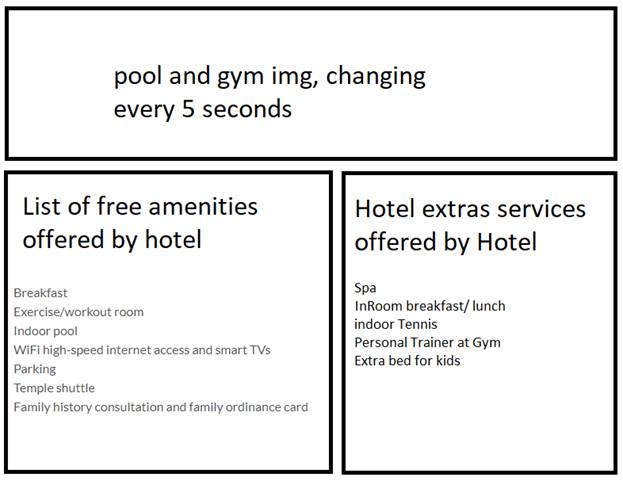 pool and gym img, changing
every 5 seconds
List of free amenities
offered by hotel
Breakfast
Exercise/workout room
Indoor pool
WiFi high-speed internet access and smart TVs
Parking
Temple shuttle
Family history consultation and family ordinance card
Hotel extras services
offered by Hotel
Spa
InRoom breakfast/ lunch
indoor Tennis
Personal Trainer at Gym
Extra bed for kids